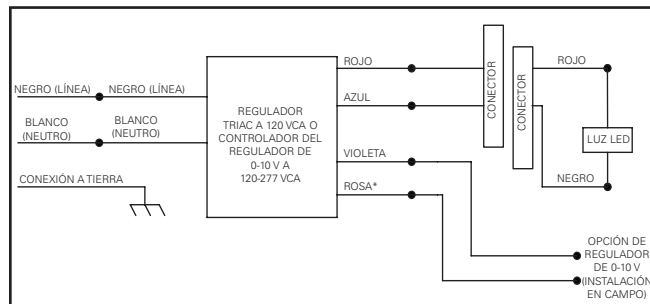 NEGRO (LÍNEA)
NEGRO (LÍNEA)
BLANCO
(NEUTRO)
BLANCO
(NEUTRO)
CONEXIÓN A TIERRA
REGULADOR
TRIAC A 120 VCA O
CONTROLADOR DEL
REGULADOR DE
0-10 V A
120-277 VCA
ROJO
AZUL
VIOLETA
ROSA*
CONECTOR
CONECTOR
ROJO
LUZ LED
NEGRO
OPCIÓN DE
REGULADOR
DE 0-10 V
(INSTALACIÓN
EN CAMPO)